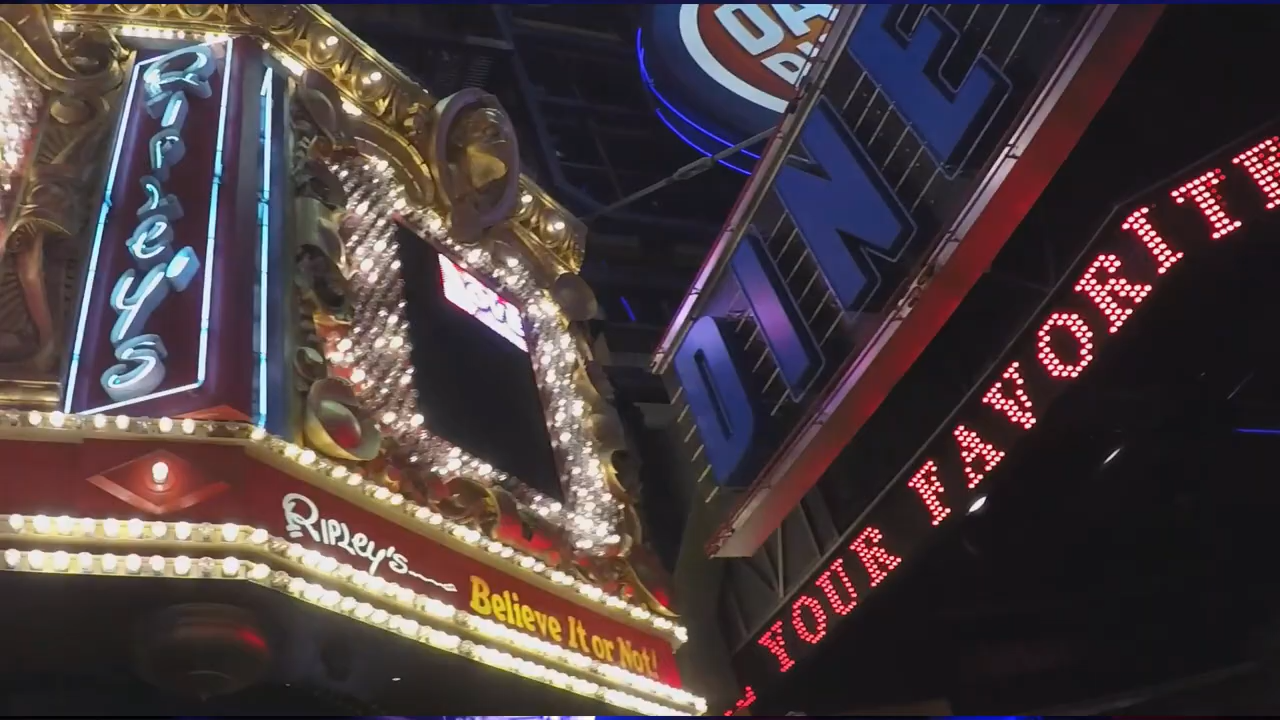 Ripley's
Ripley's
Believe It or Not!
DINE
YOUR FAVORITE